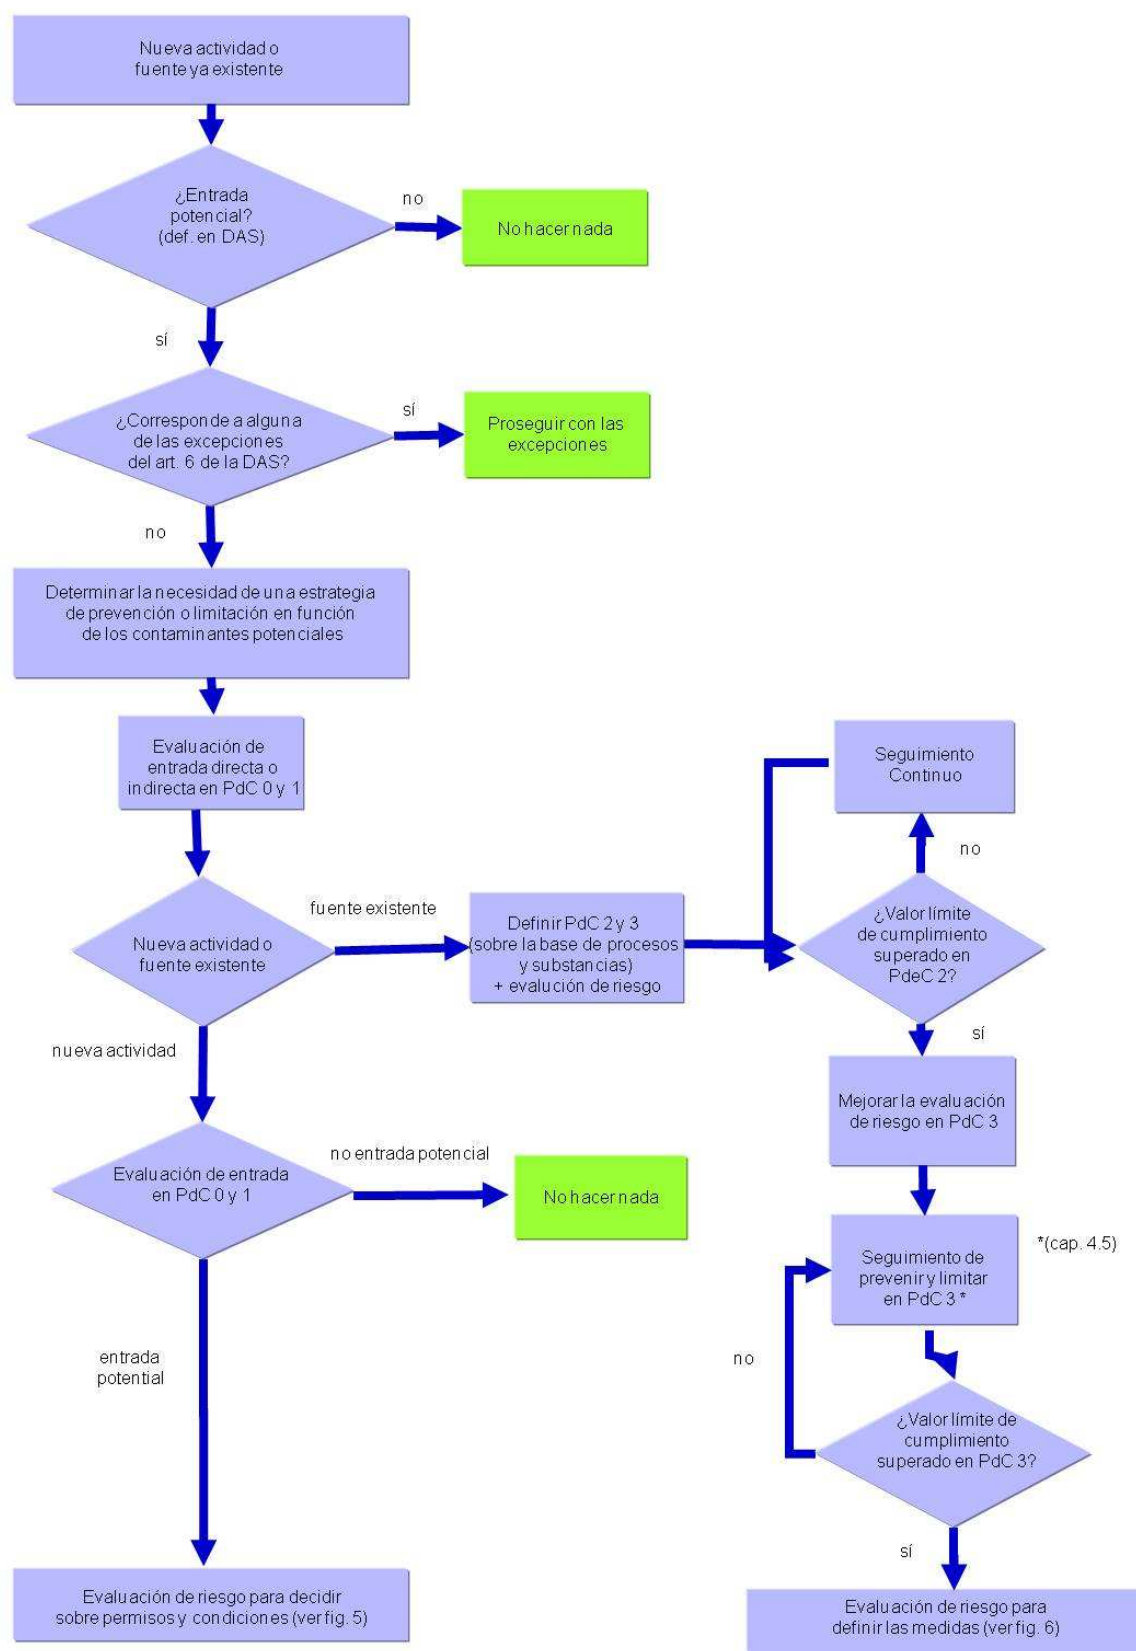 Nueva actividad o
fuente ya existente
¿Entrada
potencial?
(def. en DAS)
no
No hacer nada
sí
¿Corresponde a alguna
de las excepciones
del art. 6 de la DAS?
sí
Proseguir con las
excepciones
no
Determinar la necesidad de una estrategia
de prevención o limitación en función
de los contaminantes potenciales
Evaluación de
entrada directa o
indirecta en PdC 0 y 1
Nueva actividad o
fuente existente
fuente existente
Definir PdC 2 y 3
(sobre la base de procesos
y substancias)
+ evalución de riesgo
Seguimiento
Continuo
no
¿Valor límite
de cumplimiento
superado en
PdeC 2?
sí
Mejorar la evaluación
de riesgo en PdC 3
Seguimiento de
prevenir y limitar
en PdC 3 *
*(cap. 4.5)
no
¿Valor límite de
cumplimiento
superado en PdC 3?
sí
Evaluación de riesgo para
definir las medidas (ver fig. 6)
nueva actividad
Evaluación de entrada
en PdC 0 y 1
no entrada potencial
No hacer nada
entrada
potential
Evaluación de riesgo para decidir
sobre permisos y condiciones (ver fig. 5)